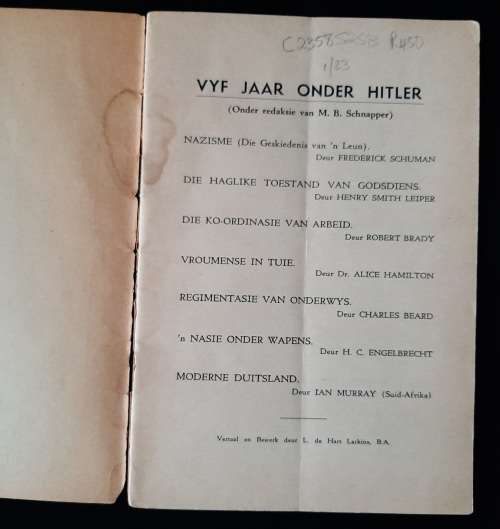 C2358525B R450
1/23
VYF JAAR ONDER HITLER
(Onder redaksie van M. B. Schnapper)
NAZISME (Die Geskiedenis van 'n Leun).
Deur FREDERICK SCHUMAN
DIE HAGLIKE TOESTAND VAN GODSDIENS.
Deur HENRY SMITH LEIPER
DIE KO-ORDINASIE VAN ARBEID.
Deur ROBERT BRADY
VROUMENSE IN TUIE.
Deur Dr. ALICE HAMILTON
REGIMENTASIE VAN ONDERWYS.
Deur CHARLES BEARD
'n NASIE ONDER WAPENS.
Deur H. C. ENGELBRECHT
MODERNE DUITSLAND.
Deur IAN MURRAY (Suid-Afrika)
Vertaal en Bewerk deur L. de Hart Larkins, B.A.